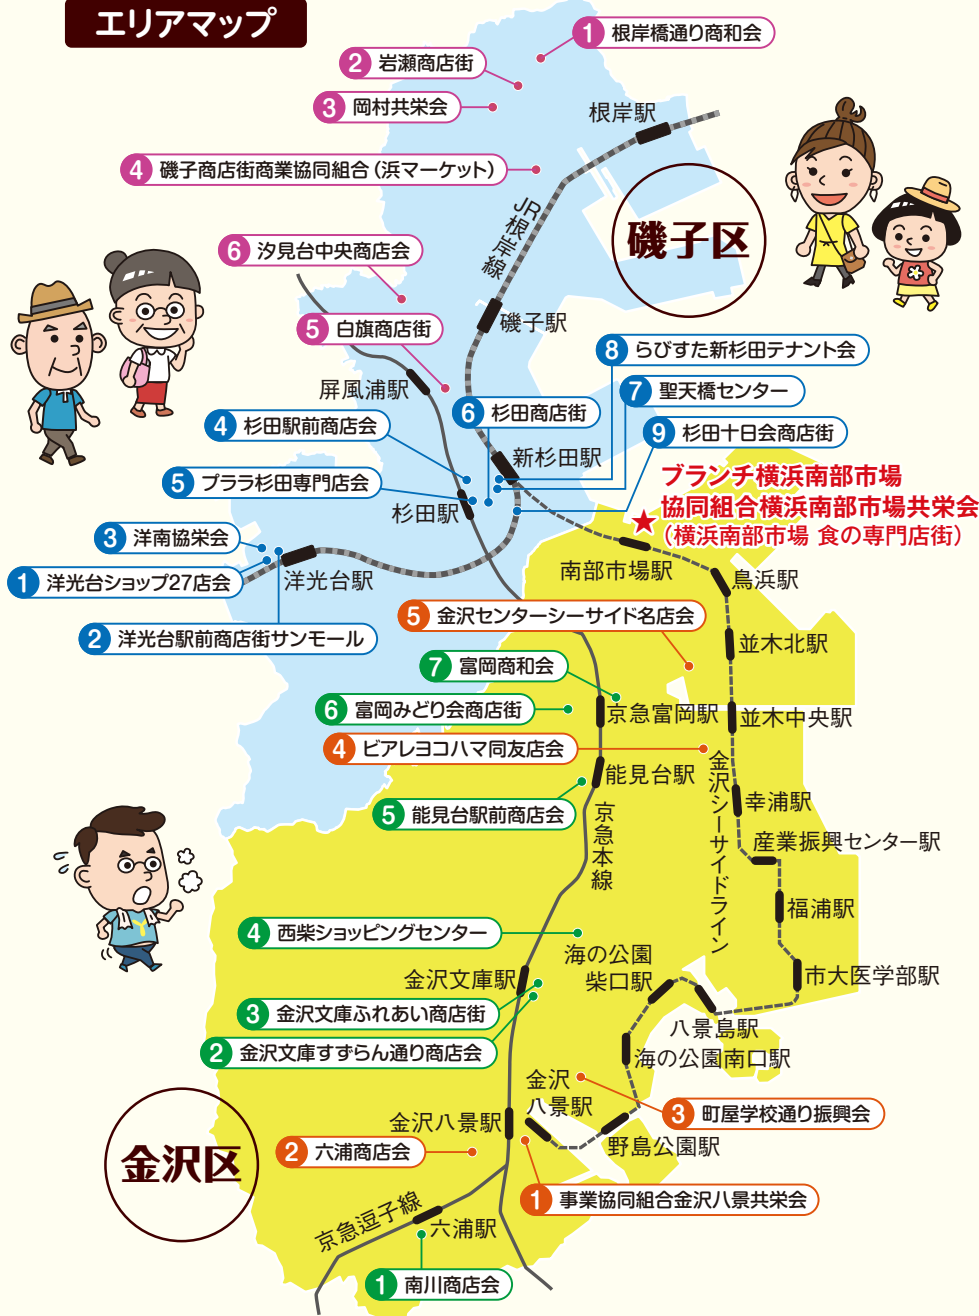 エリアマップ
1 根岸橋通り商和会
2 岩瀬商店街
3 岡村共栄会
根岸駅
4 磯子商店街商業協同組合(浜マーケット)
JR根岸線
磯子区
6 汐見台中央商店会
5 白旗商店街
磯子駅
8 らびすた新杉田テナント会
屏風浦駅
7 聖天橋センター
6 杉田商店街
4 杉田駅前商店会
9 杉田十日会商店街
新杉田駅
ブランチ横浜南部市場
協同組合横浜南部市場共栄会
(横浜南部市場 食の専門店街)
5 プララ杉田専門店会
杉田駅
3 洋南協栄会
洋光台駅
1 洋光台ショップ27店会
南部市場駅
鳥浜駅
2 洋光台駅前商店街サンモール
5 金沢センターシーサイド名店会
並木北駅
7 富岡商和会
6 富岡みどり会商店街
京急富岡駅
並木中央駅
4 ビアレヨコハマ同友店会
能見台駅
金沢シーサイドライン
幸浦駅
5 能見台駅前商店会
京急本線
産業振興センター駅
福浦駅
4 西柴ショッピングセンター
海の公園
柴口駅
金沢文庫駅
市大医学部駅
3 金沢文庫ふれあい商店街
八景島駅
2 金沢文庫すずらん通り商店会
海の公園南口駅
金沢
八景駅
3 町屋学校通り振興会
金沢八景駅
野島公園駅
金沢区
2 六浦商店会
1 事業協同組合金沢八景共栄会
京急逗子線
六浦駅
1 南川商店会